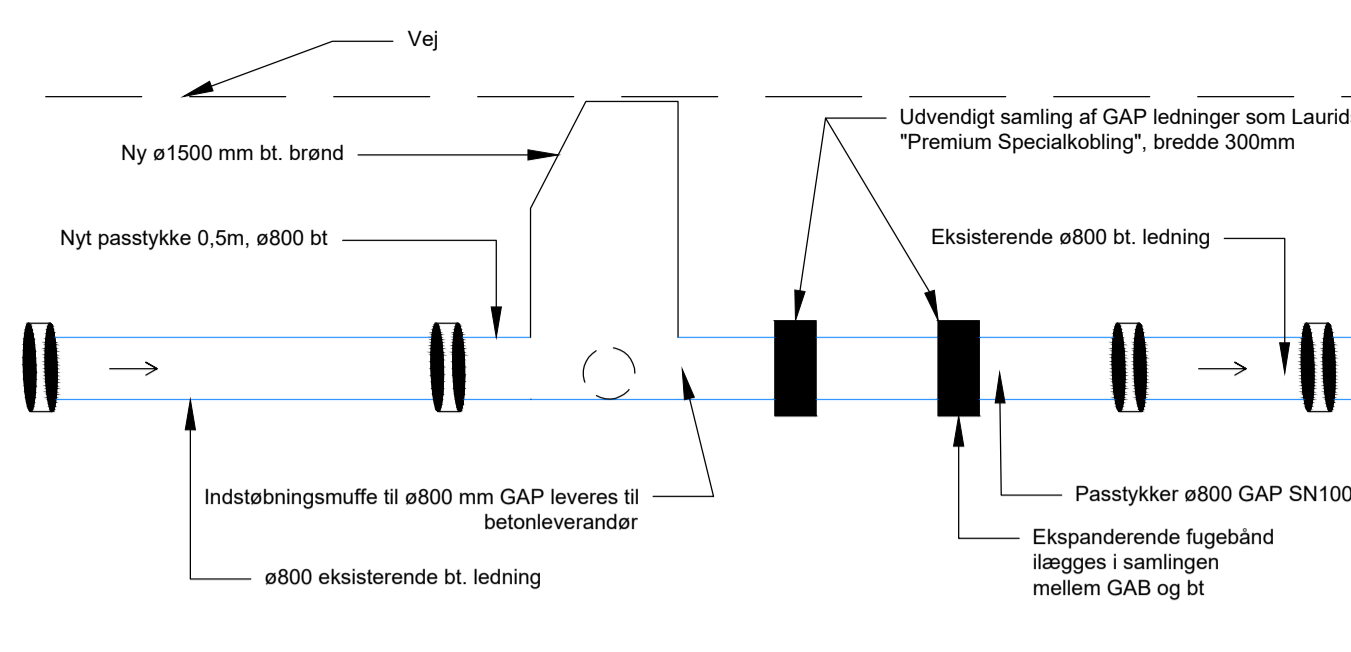 Vej
Udvendigt samling af GAP ledninger som Laurids
"Premium Specialkobling", bredde 300mm
Ny ø1500 mm bt. brønd
Nyt passtykke 0,5m, ø800 bt
Eksisterende ø800 bt. ledning
Indstøbningsmuffe til ø800 mm GAP leveres til
betonleverandør
Passtykker ø800 GAP SN100
Ekspanderende fugebånd
ilægges i samlingen
mellem GAB og bt
ø800 eksisterende bt. ledning